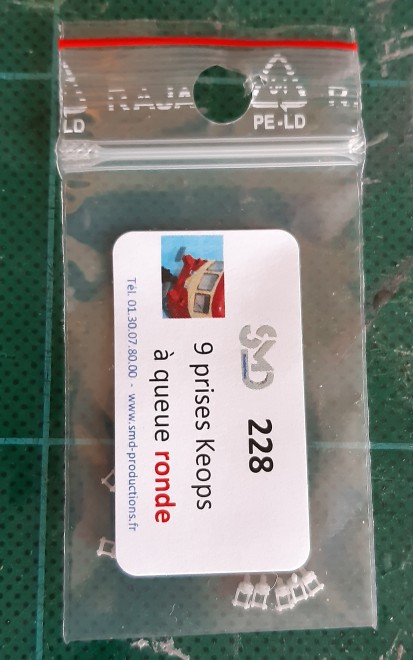 RAJA
LD
PE-LD
SMD
228
9 prises Keops
à queue ronde
Tél. 01.30.07.80.00 - www.smd-productions.fr